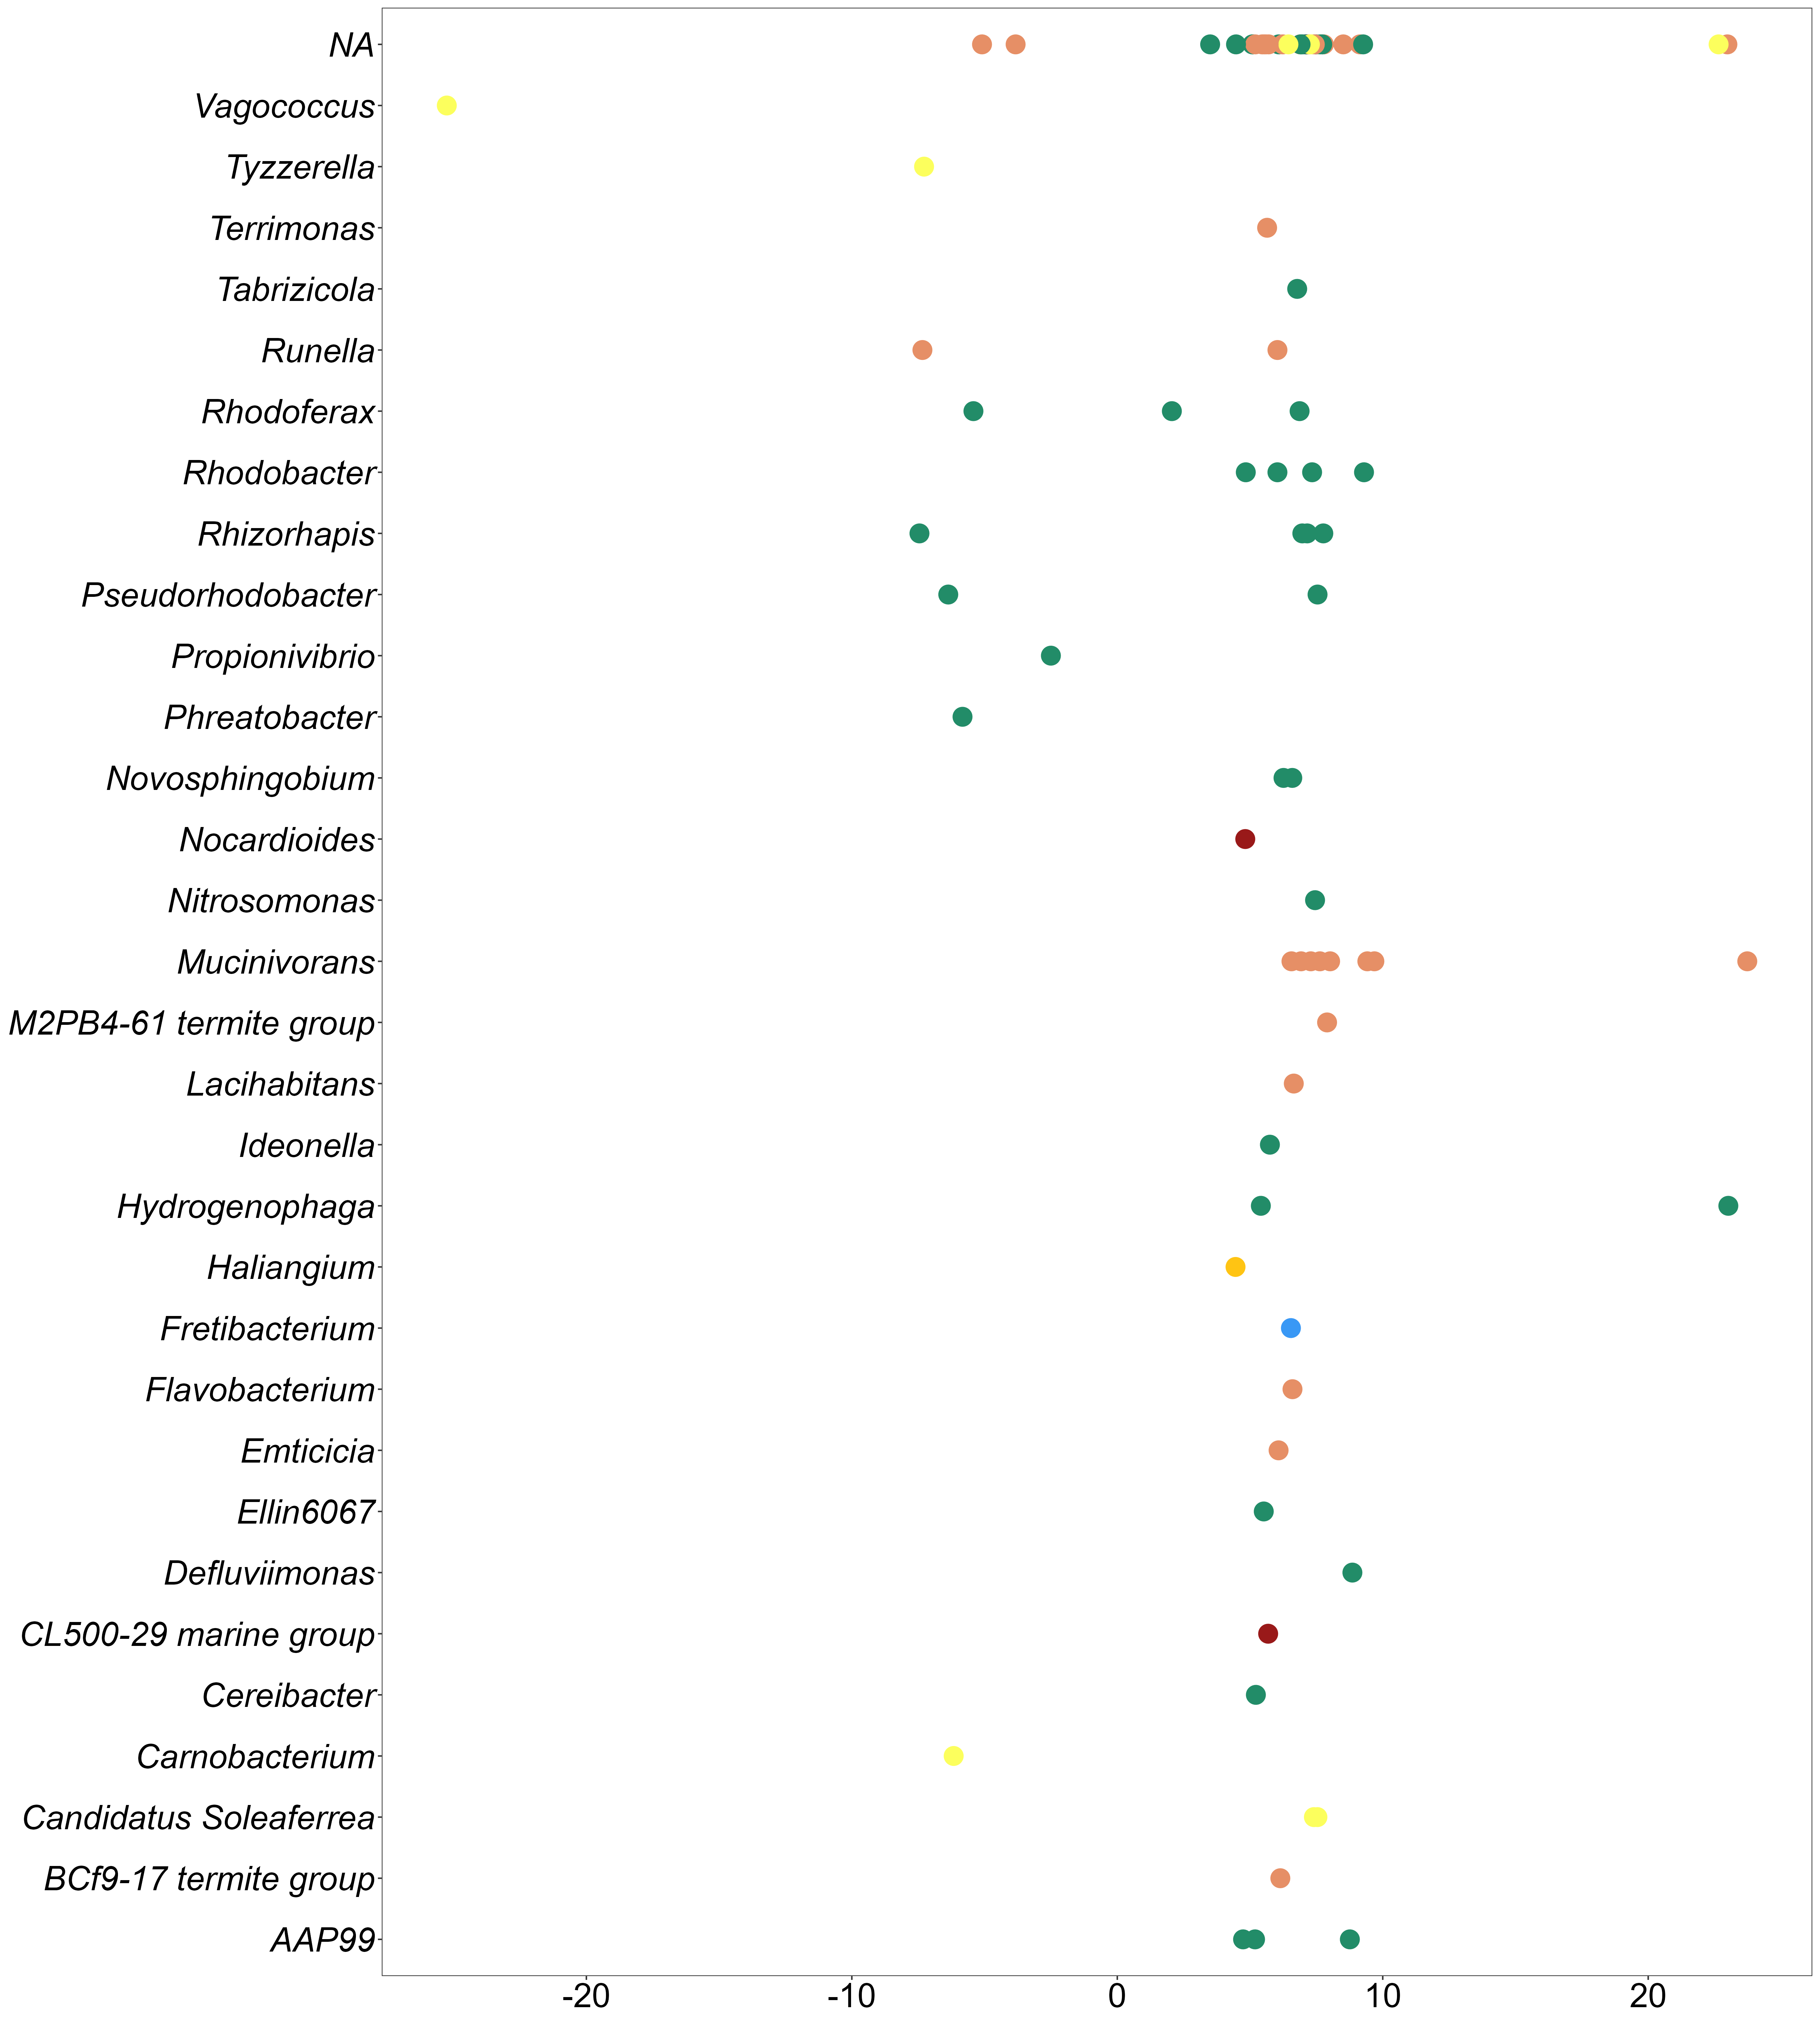 NA
Vagococcus
Tyzzerella
Terrimonas
Tabrizicola
Runella
Rhodoferax
Rhodobacter
Rhizorhapis
Pseudorhodobacter
Propionivibrio
Phreatobacter
Novosphingobium
Nocardioides
Nitrosomonas
Mucinivorans
M2PB4-61 termite group
Lacihabitans
Ideonella
Hydrogenophaga
Haliangium
Fretibacterium
Flavobacterium
Emticicia
Ellin6067
Defluviimonas
CL500-29 marine group
Cereibacter
Carnobacterium
Candidatus Soleaferrea
BCf9-17 termite group
AAP99
-20 -10 0 10 20